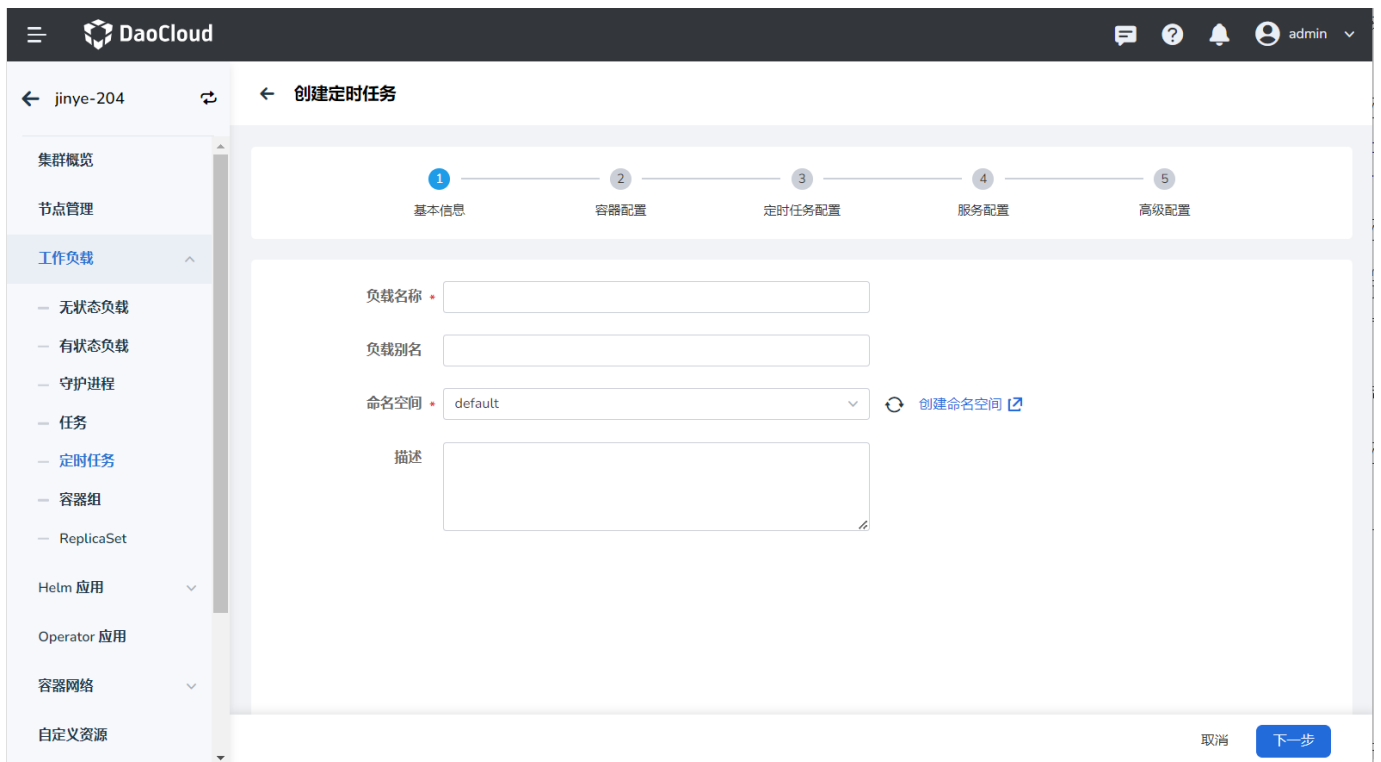 DaoCloud
admin
jinye-204
创建定时任务
集群概览
节点管理
工作负载
无状态负载
有状态负载
守护进程
任务
定时任务
容器组
ReplicaSet
Helm 应用
Operator 应用
容器网络
自定义资源
1 2 3 4 5
基本信息 容器配置 定时任务配置 服务配置 高级配置
负载名称 *
负载别名
命名空间 * default 创建命名空间
描述
取消 下一步